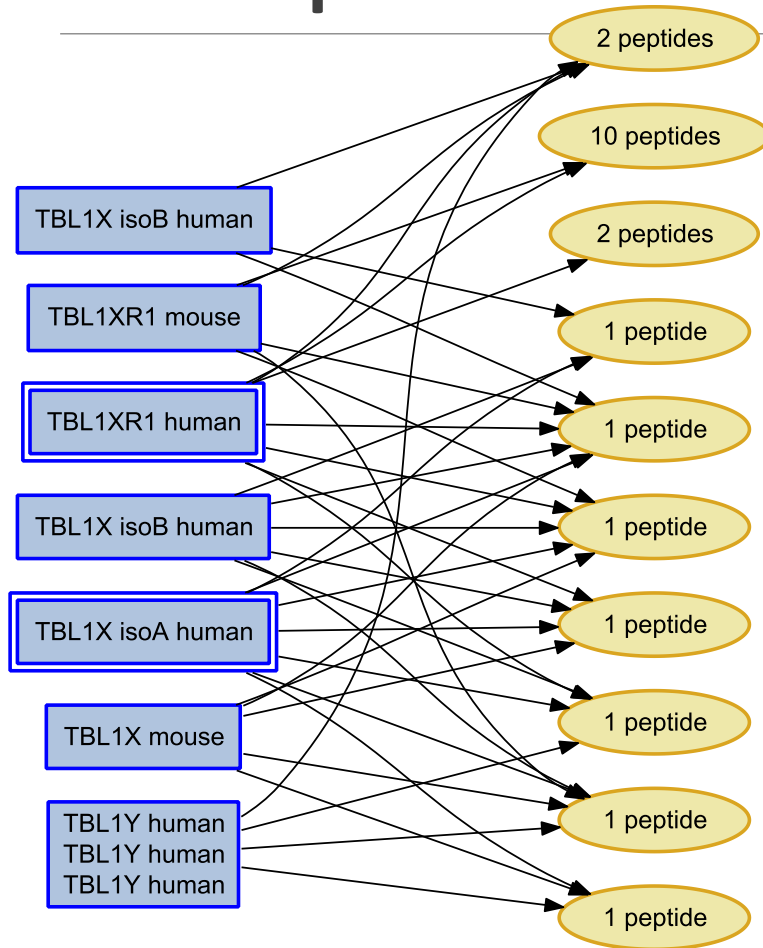 2 peptides
10 peptides
TBL1X isoB human
2 peptides
TBL1XR1 mouse
1 peptide
TBL1XR1 human
1 peptide
TBL1X isoB human
1 peptide
TBL1X isoA human
1 peptide
TBL1X mouse
1 peptide
TBL1Y human
TBL1Y human
TBL1Y human
1 peptide
1 peptide